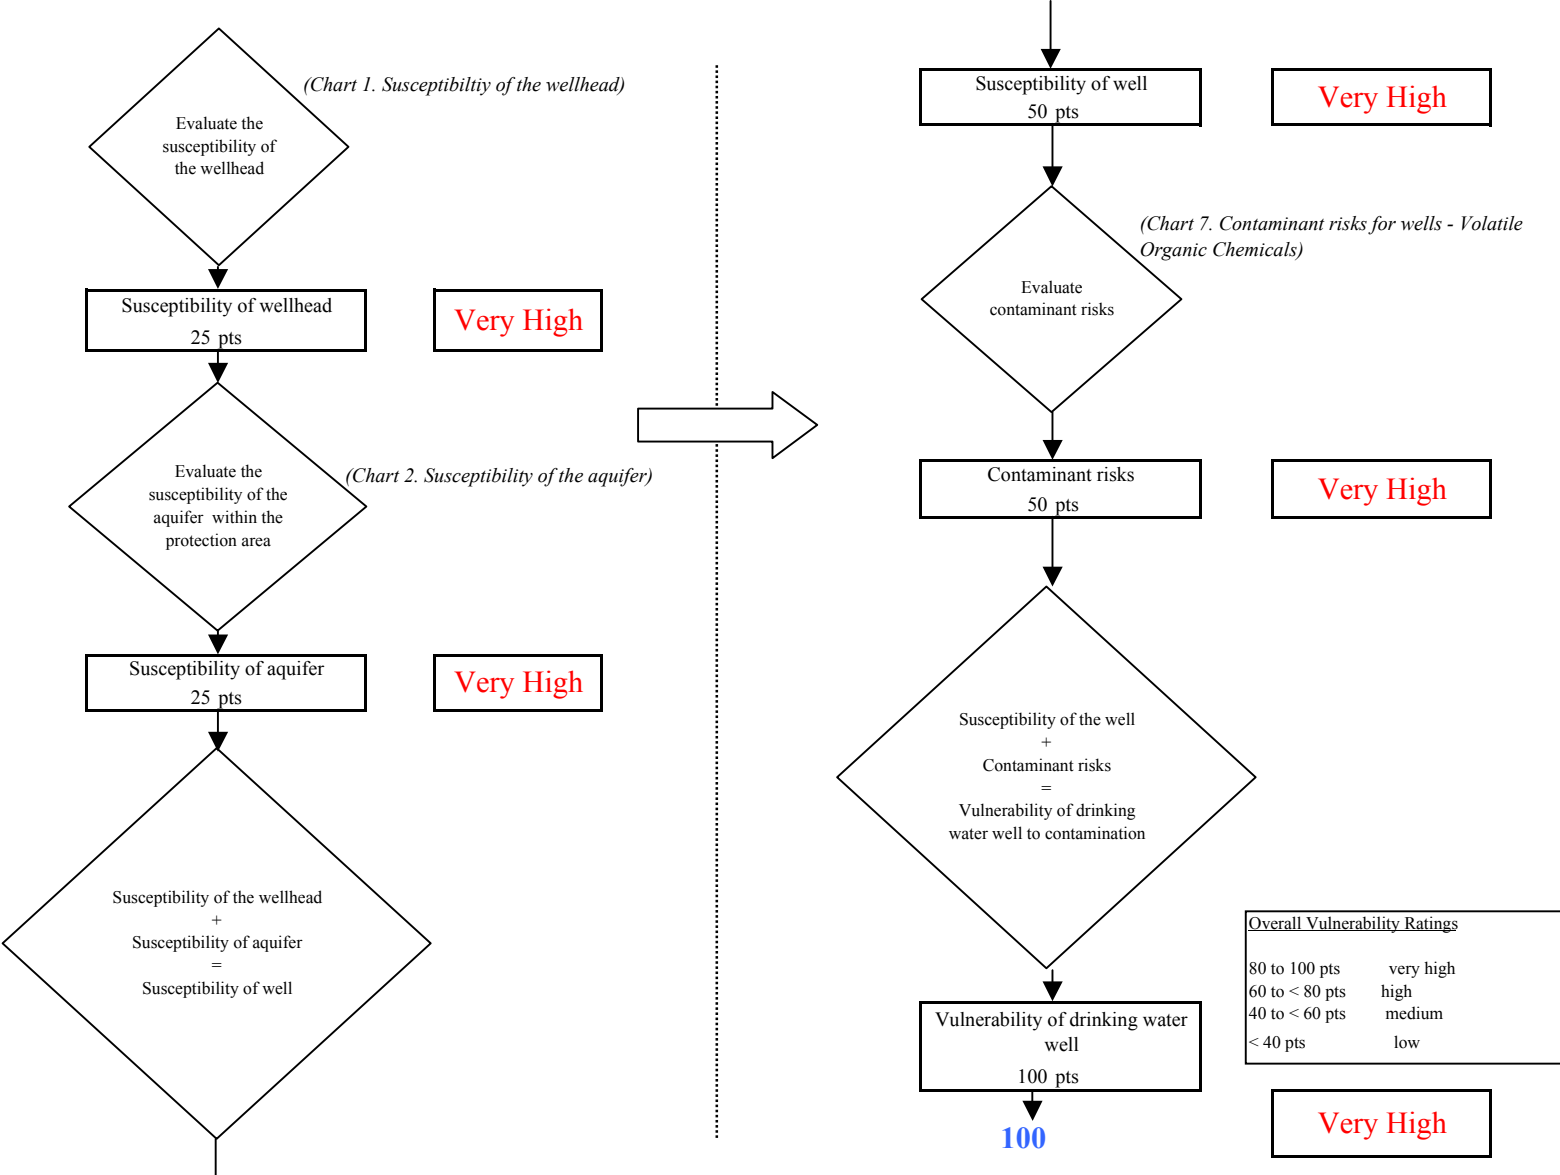 (Chart 1. Susceptibiltiy of the wellhead)
Evaluate the
susceptibility of
the wellhead
Susceptibility of wellhead
25 pts
Very High
Evaluate the
susceptibility of the
aquifer within the
protection area
(Chart 2. Susceptibility of the aquifer)
Susceptibility of aquifer
25 pts
Very High
Susceptibility of the wellhead
+
Susceptibility of aquifer
=
Susceptibility of well
Susceptibility of well
50 pts
Very High
(Chart 7. Contaminant risks for wells - Volatile
Organic Chemicals)
Evaluate
contaminant risks
Contaminant risks
50 pts
Very High
Susceptibility of the well
+
Contaminant risks
=
Vulnerability of drinking
water well to contamination
Overall Vulnerability Ratings
80 to 100 pts very high
60 to < 80 pts high
40 to < 60 pts medium
< 40 pts low
Vulnerability of drinking water
well
100 pts
100
Very High